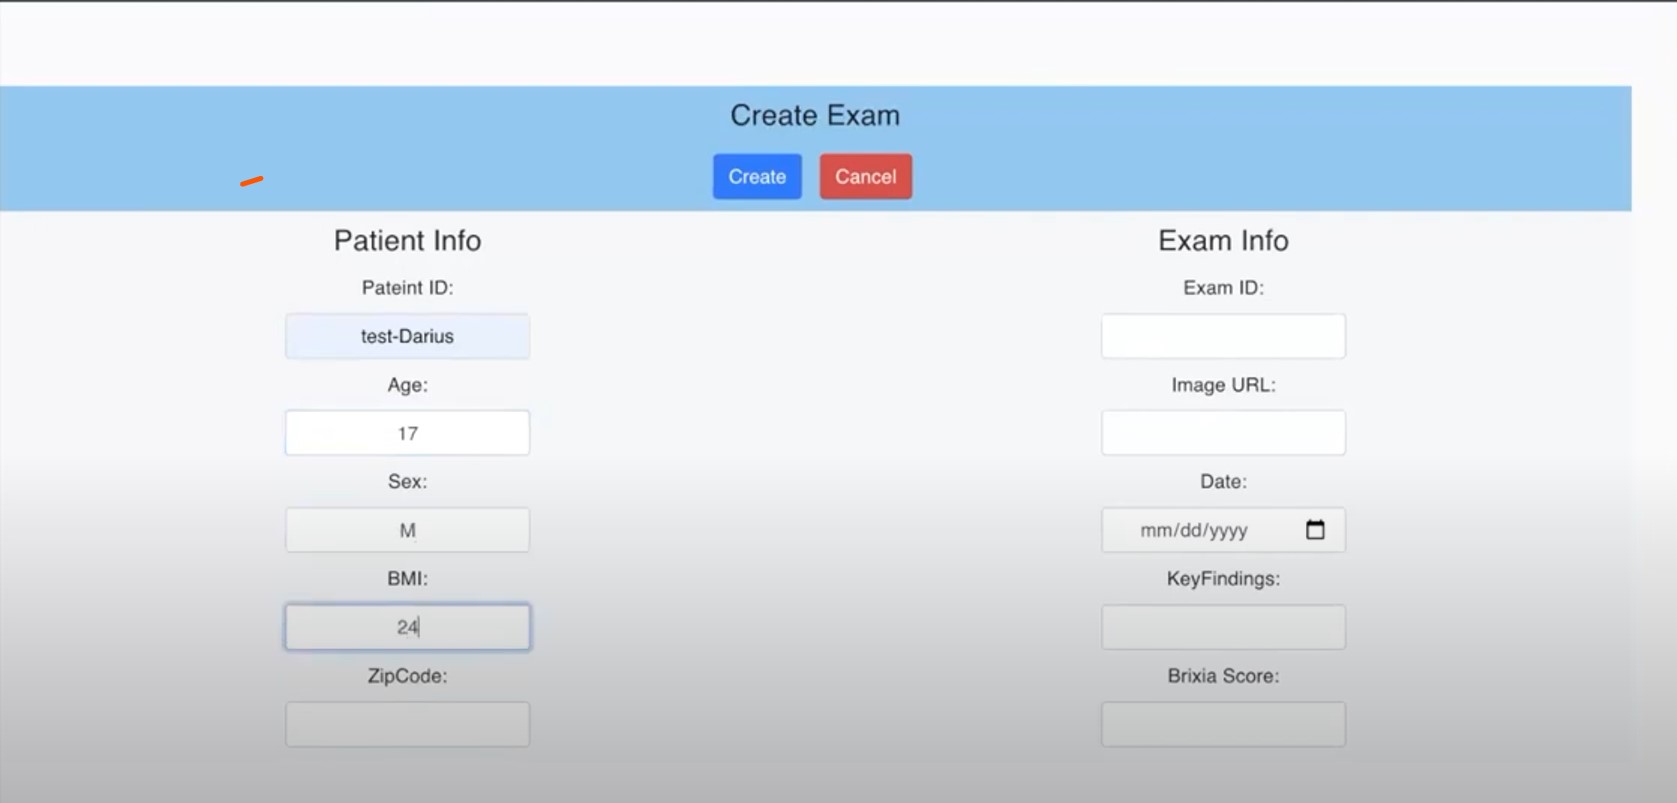 Create Exam
Create Cancel
Patient Info
Pateint ID:
test-Darius
Age:
17
Sex:
M
BMI:
24
ZipCode:
Exam Info
Exam ID:
Image URL:
Date:
mm/dd/yyyy
KeyFindings:
Brixia Score: